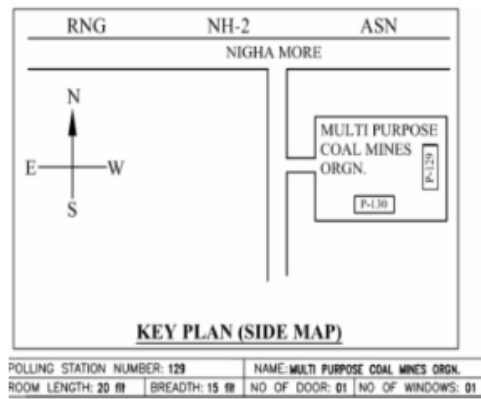 RNG NH-2 ASN
NIGHA MORE
N
E W
S
MULTI PURPOSE
COAL MINES
ORGN.
P-129
P-130
KEY PLAN (SIDE MAP)
POLLING STATION NUMBER: 129 NAME: MULTI PURPOSE COAL MINES ORGN.
ROOM LENGTH: 20 fit BREADTH: 15 fit NO OF DOOR: 01 NO OF WINDOWS: 01